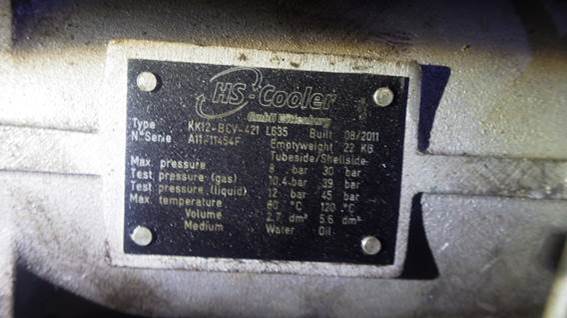 HS-Cooler
GmbH Wittenburg
Type KK12-BCV-421 L635 Built 08/2011
N° Serie A11-11454F Emptyweight 22 KB
Tubeside/Shellside
Max. pressure 8 bar 30 bar
Test pressure (gas) 10,4 bar 39 bar
Test pressure (liquid) 12 bar 45 bar
Max. temperature 60 °C 120 °C
Volume 2.7 dm³ 5.6 dm³
Medium Water Oil